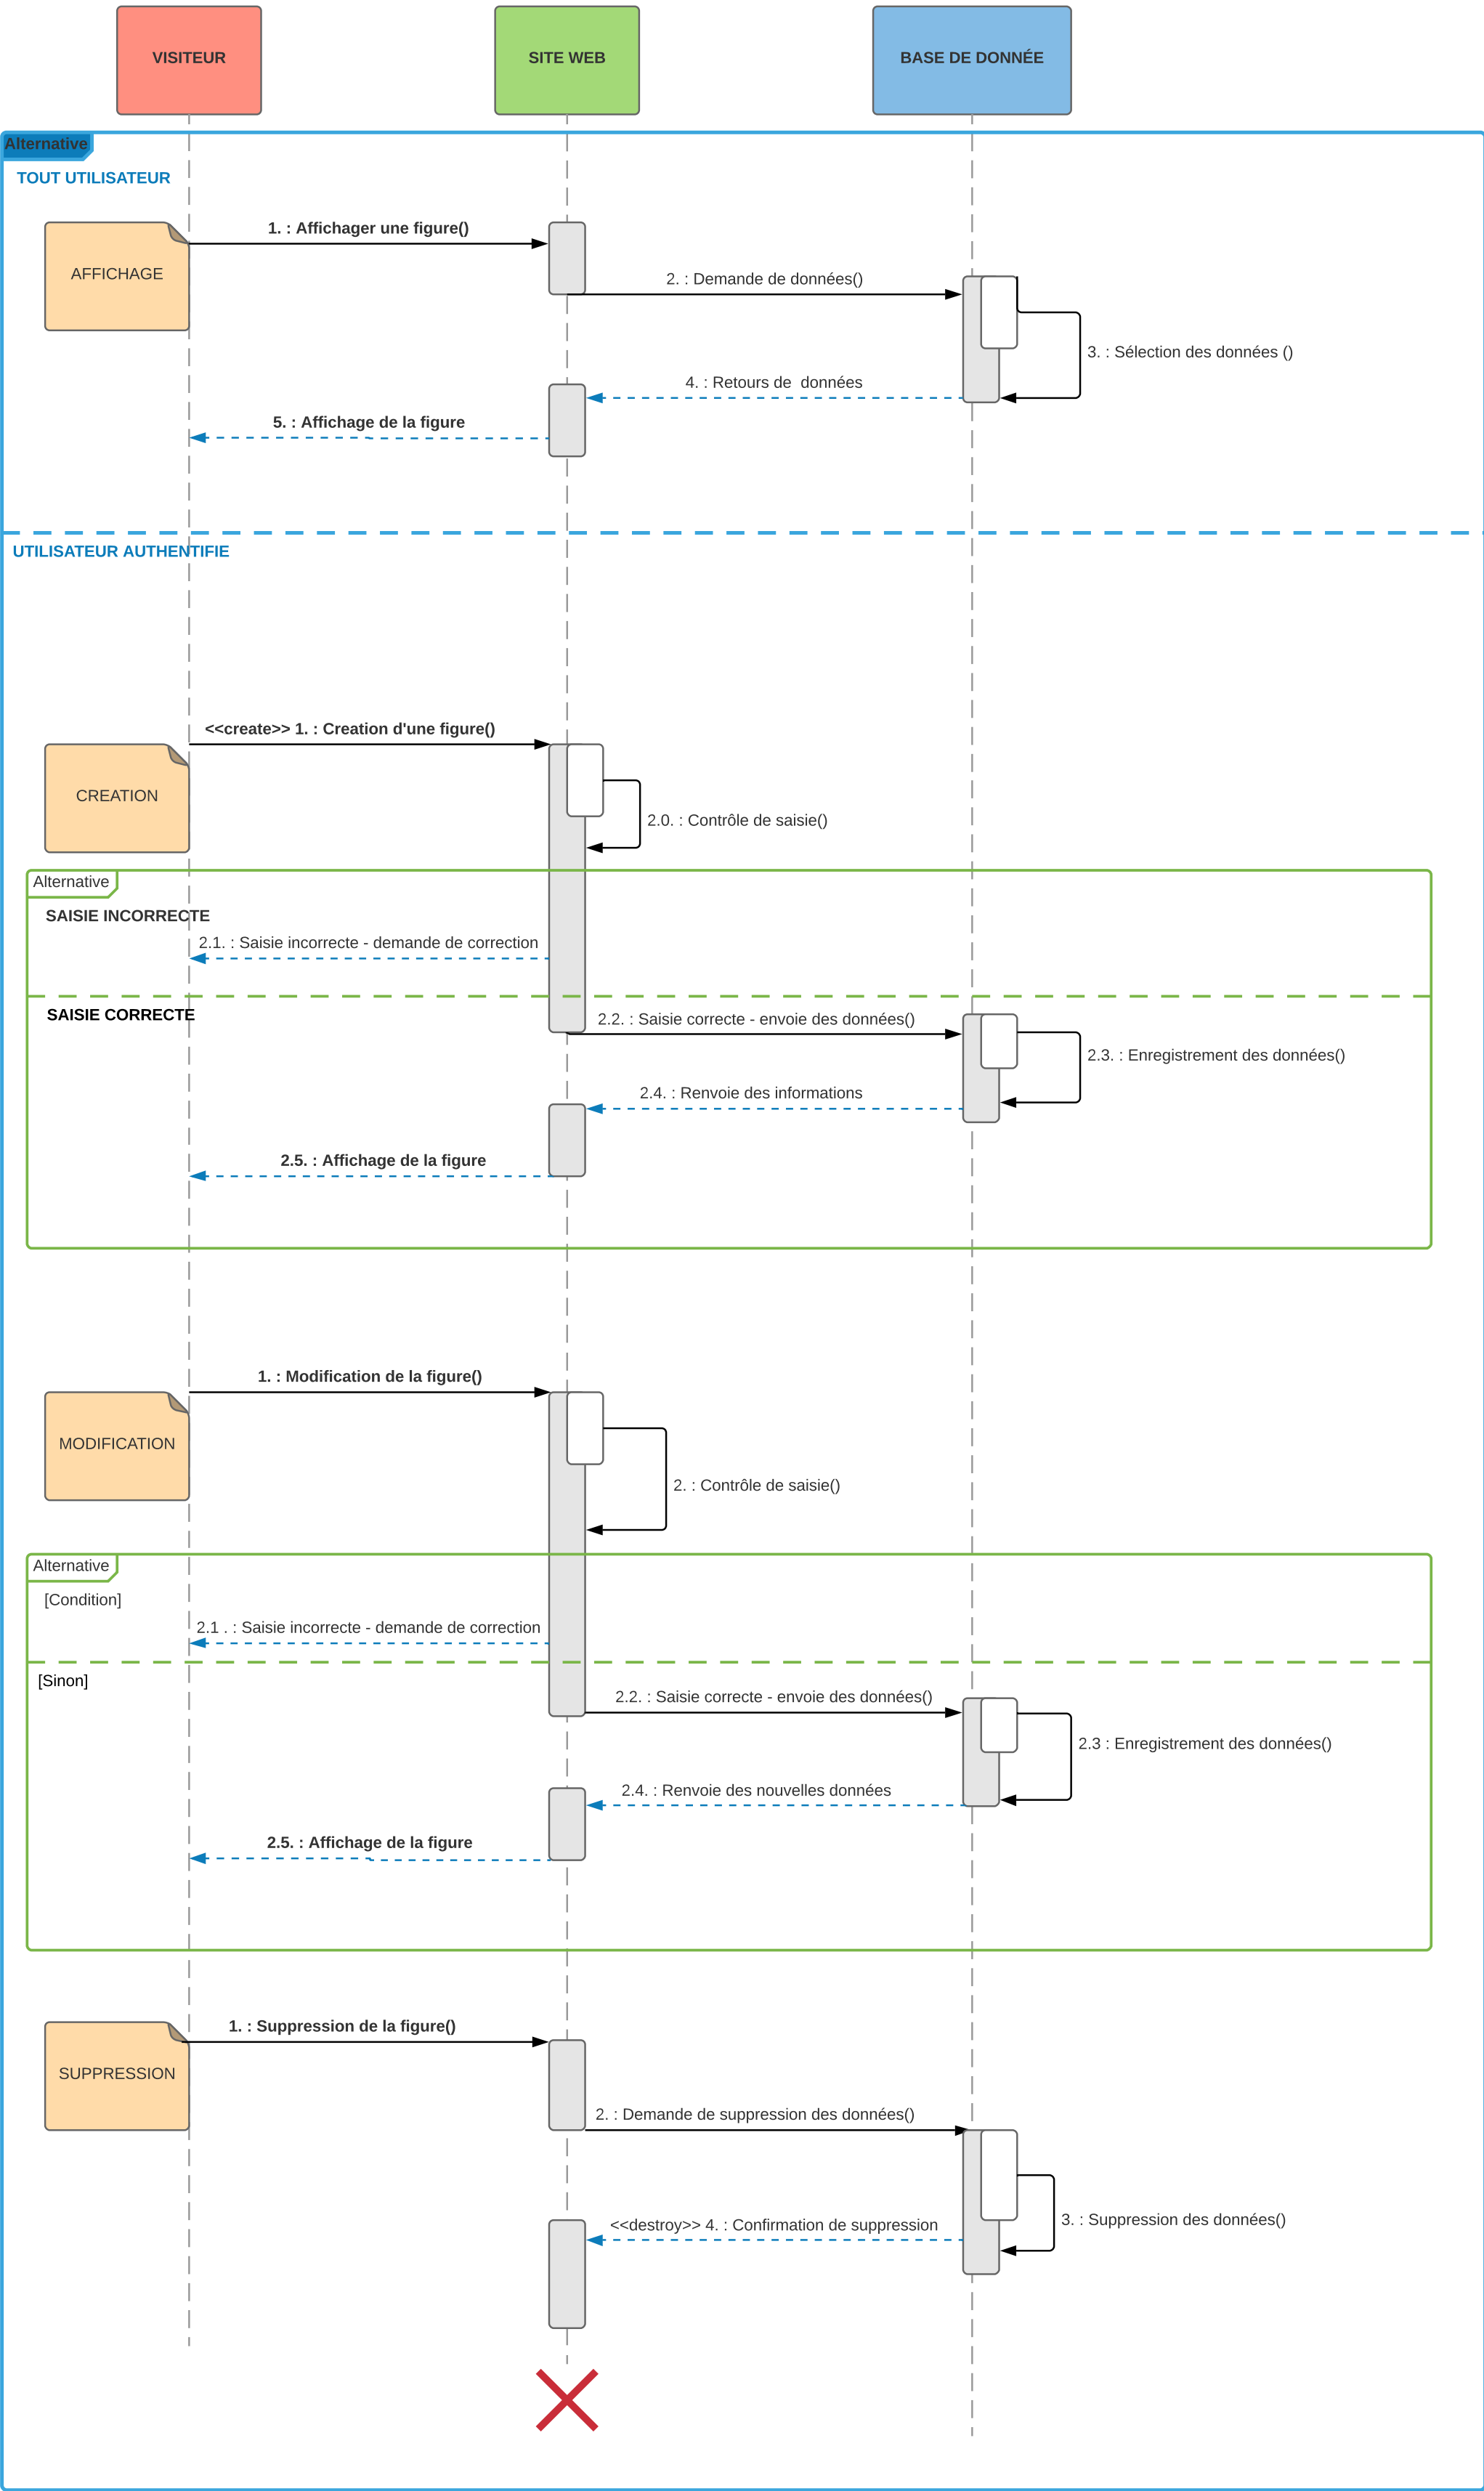 VISITEUR
SITE WEB
BASE DE DONNÉE
Alternative
TOUT UTILISATEUR
1. : Affichager une figure()
AFFICHAGE
2. : Demande de données()
3. : Sélection des données ()
4. : Retours de  données
5. : Affichage de la figure
UTILISATEUR AUTHENTIFIE
<<create>> 1. : Creation d'une figure()
CREATION
2.0. : Contrôle de saisie()
Alternative
SAISIE INCORRECTE
2.1. : Saisie incorrecte - demande de correction
SAISIE CORRECTE
2.2. : Saisie correcte - envoie des données()
2.3. : Enregistrement des données()
2.4. : Renvoie des informations
2.5. : Affichage de la figure
1. : Modification de la figure()
MODIFICATION
2. : Contrôle de saisie()
Alternative
[Condition]
2.1 . : Saisie incorrecte - demande de correction
[Sinon]
2.2. : Saisie correcte - envoie des données()
2.3 : Enregistrement des données()
2.4. : Renvoie des nouvelles données
2.5. : Affichage de la figure
1. : Suppression de la figure()
SUPPRESSION
2. : Demande de suppression des données()
3. : Suppression des données()
<<destroy>> 4. : Confirmation de suppression